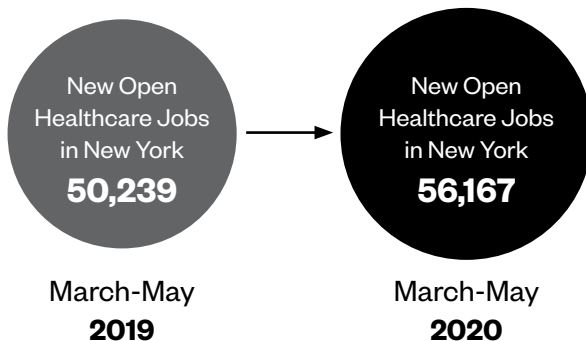 New Open
Healthcare Jobs
in New York
50,239
March-May
2019
New Open
Healthcare Jobs
in New York
56,167
March-May
2020